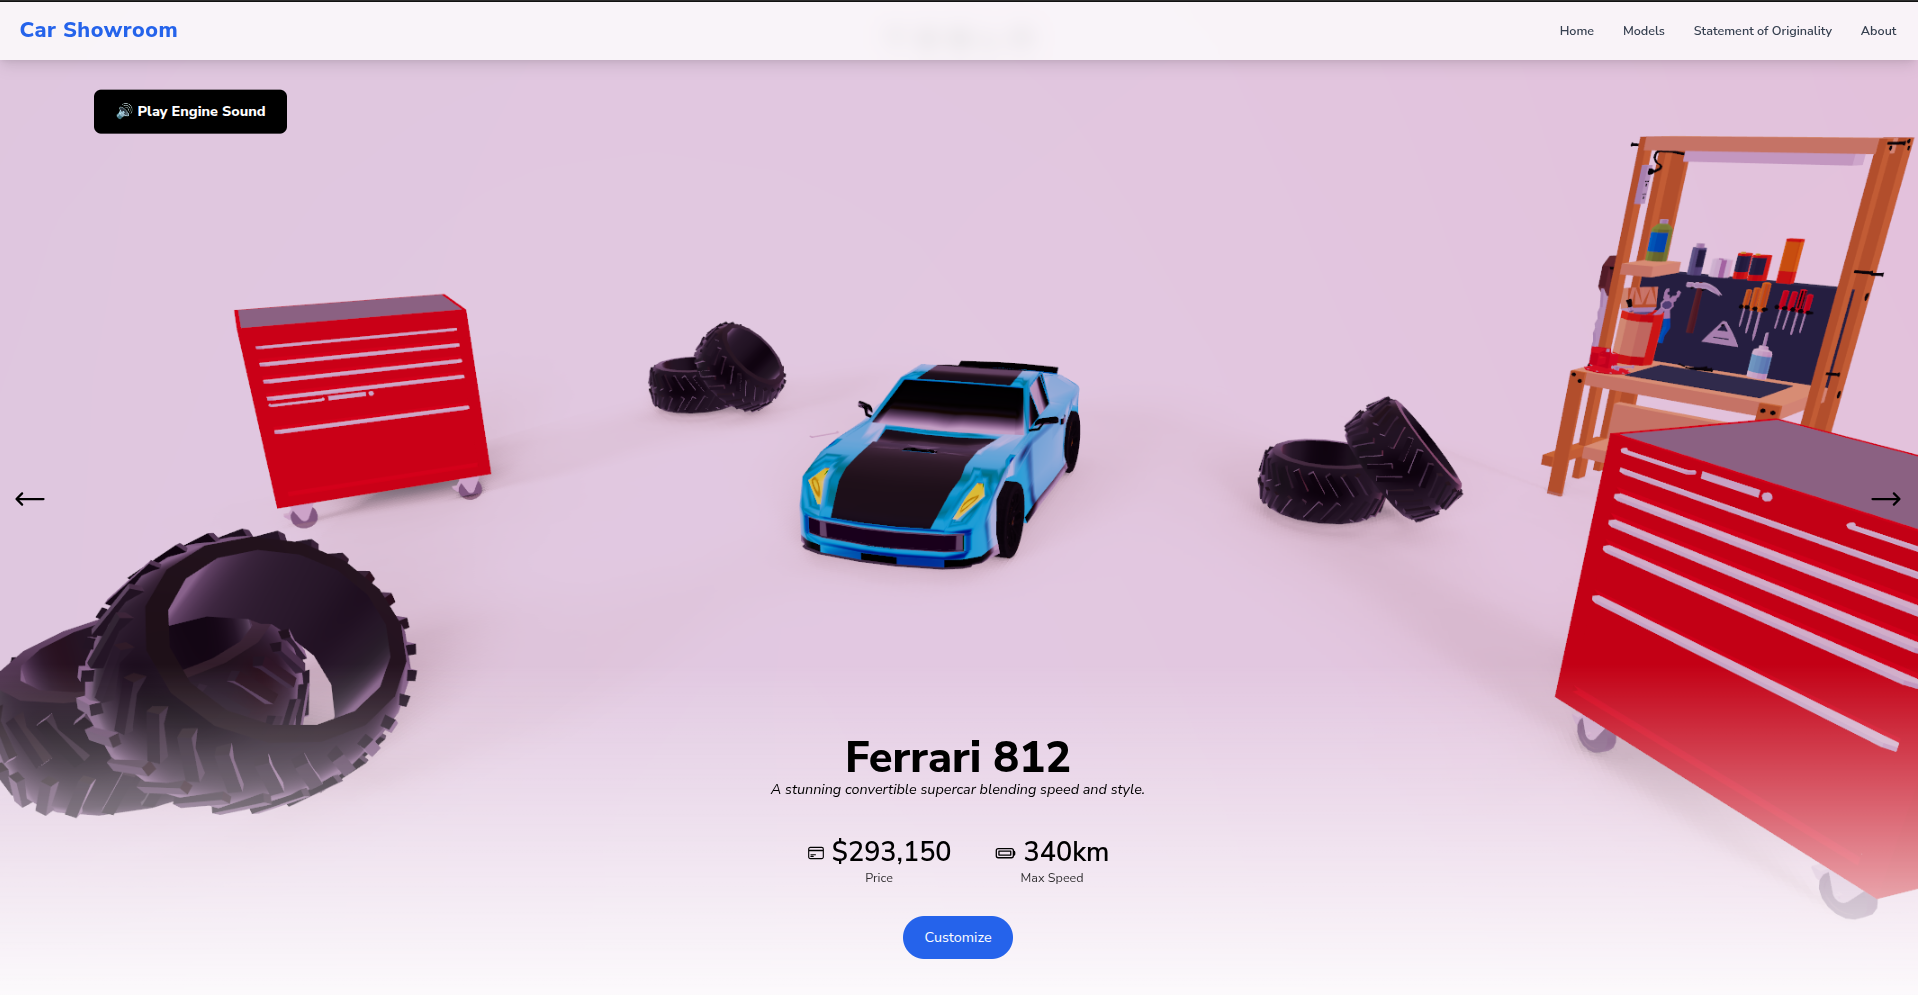 Car Showroom
Home Models Statement of Originality About
🔊 Play Engine Sound
Ferrari 812
A stunning convertible supercar blending speed and style.
$293,150 340km
Price Max Speed
Customize